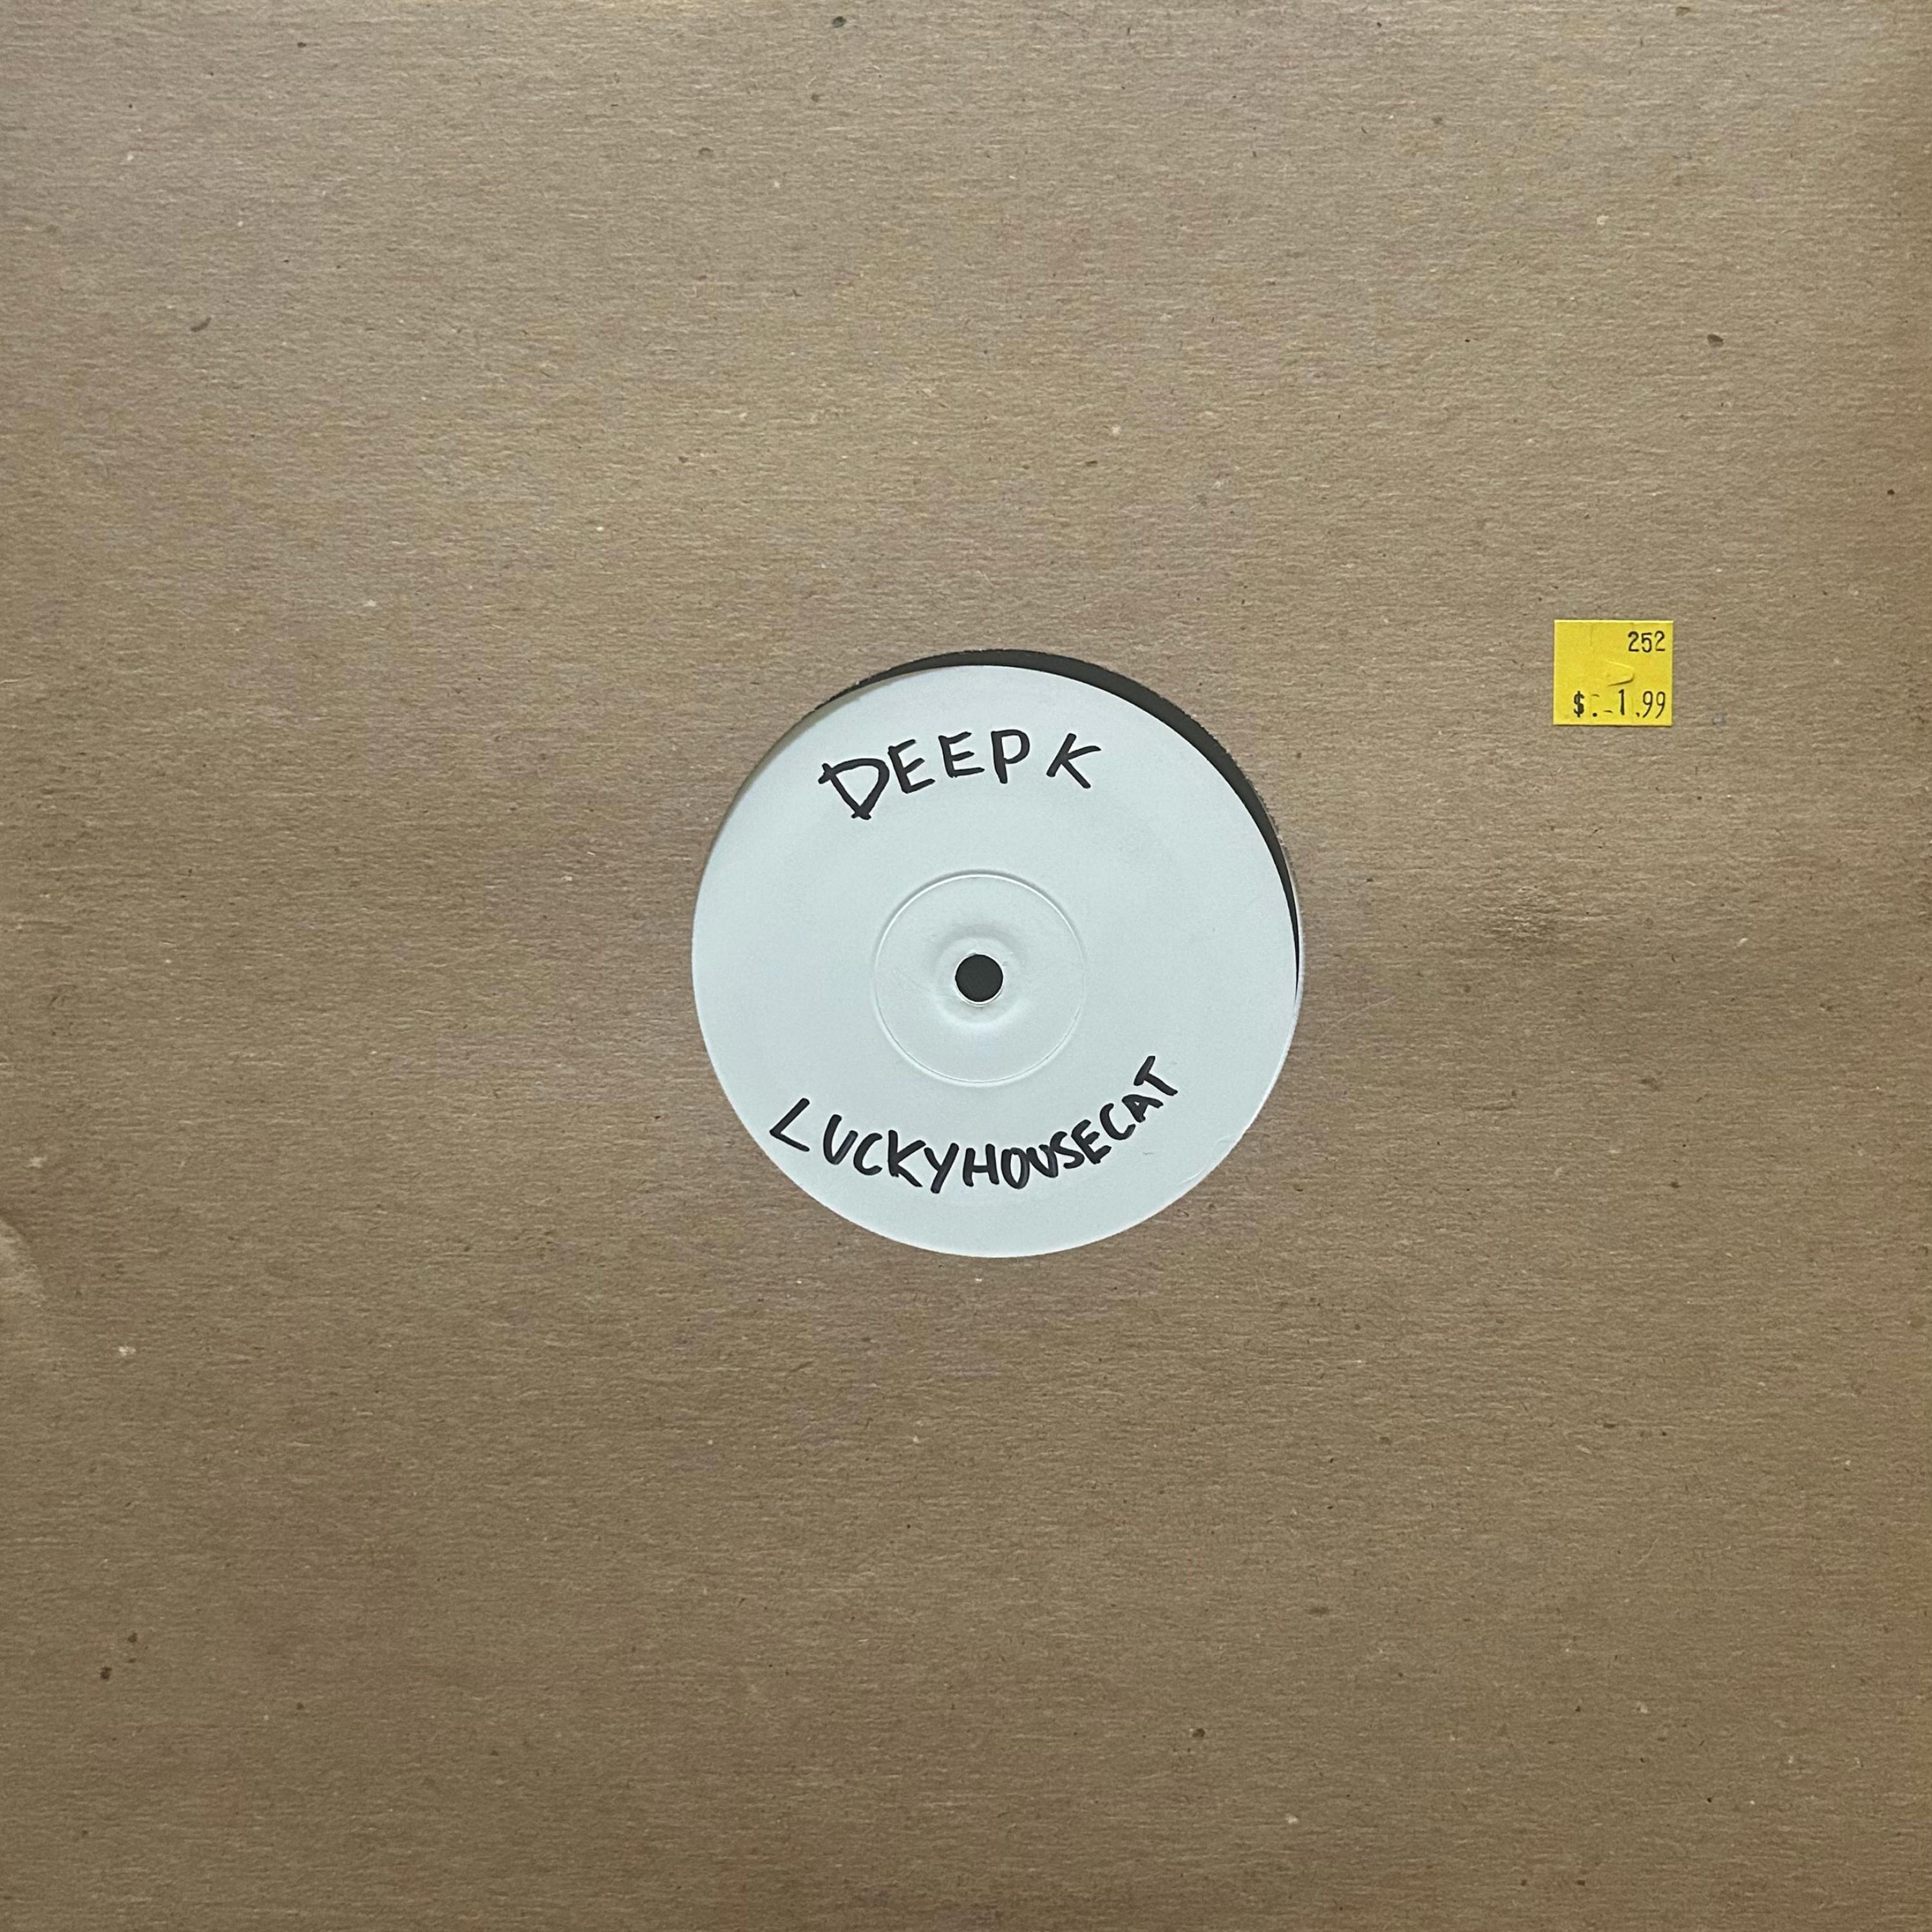 252
$. 1.99
DEEP K
LUCKYHOUSECAT